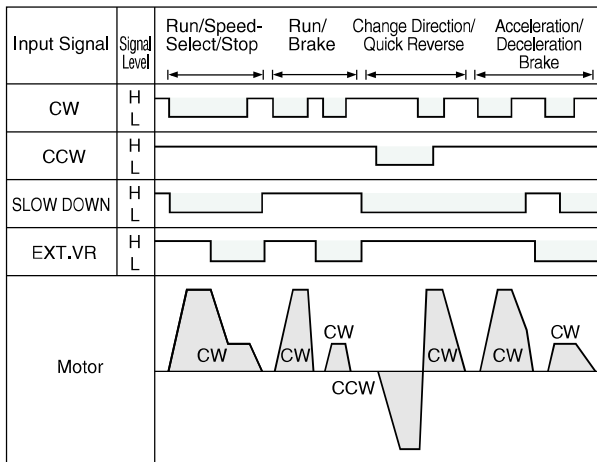 Input Signal
Signal
Level
Run/Speed-
Select/Stop
Run/
Brake
Change Direction/
Quick Reverse
Acceleration/
Deceleration
Brake
CW
H
L
CCW
H
L
SLOW DOWN
H
L
EXT.VR
H
L
Motor
CW
CW
CW
CCW
CW
CW
CW